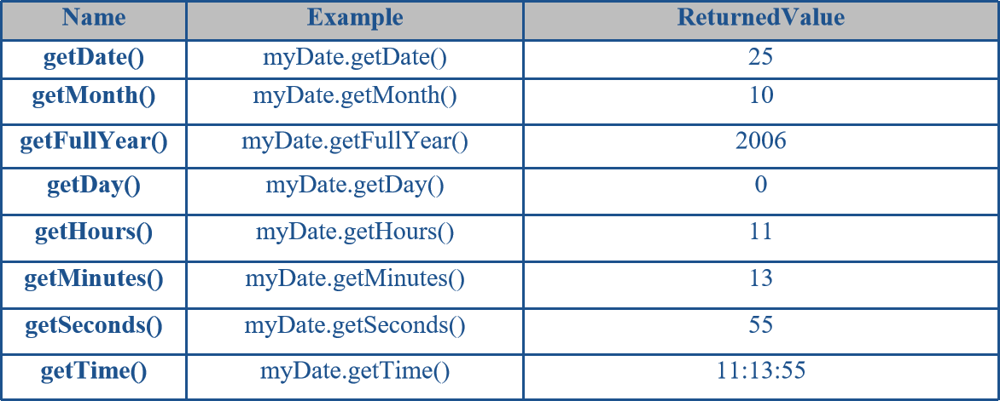 Name Example ReturnedValue
getDate() myDate.getDate() 25
getMonth() myDate.getMonth() 10
getFullYear() myDate.getFullYear() 2006
getDay() myDate.getDay() 0
getHours() myDate.getHours() 11
getMinutes() myDate.getMinutes() 13
getSeconds() myDate.getSeconds() 55
getTime() myDate.getTime() 11:13:55